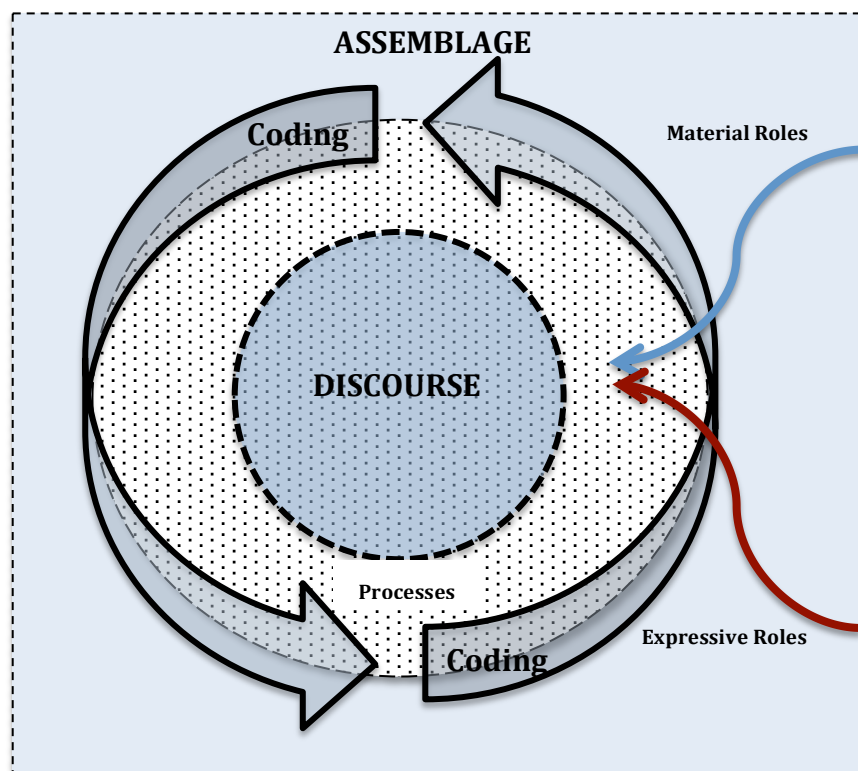 ASSEMBLAGE
Coding
Material Roles
DISCOURSE
Processes
Expressive Roles
Coding